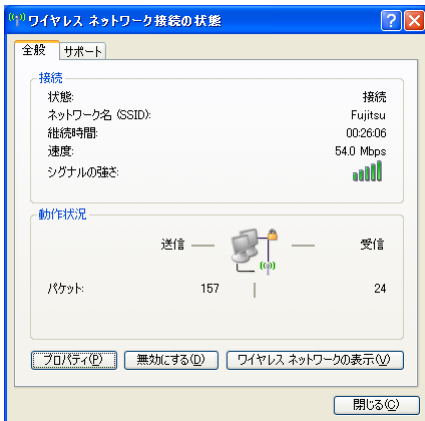 ワイヤレス ネットワーク接続の状態
全般 サポート
接続
状態: 接続
ネットワーク名 (SSID): Fujitsu
継続時間: 00:26:06
速度: 54.0 Mbps
シグナルの強さ:
動作状況
送信 — — 受信
パケット: 157 | 24
プロパティ(P) 無効にする(D) ワイヤレス ネットワークの表示(V)
閉じる(C)